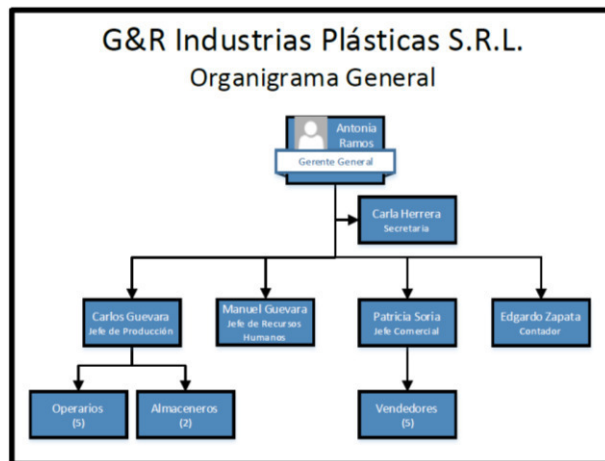 G&R Industrias Plásticas S.R.L.
Organigrama General
Antonia
Ramos
Gerente General
Carla Herrera
Secretaria
Carlos Guevara
Jefe de Producción
Manuel Guevara
Jefe de Recursos
Humanos
Patricia Soria
Jefe Comercial
Edgardo Zapata
Contador
Operarios
(5)
Almaceneros
(2)
Vendedores
(5)